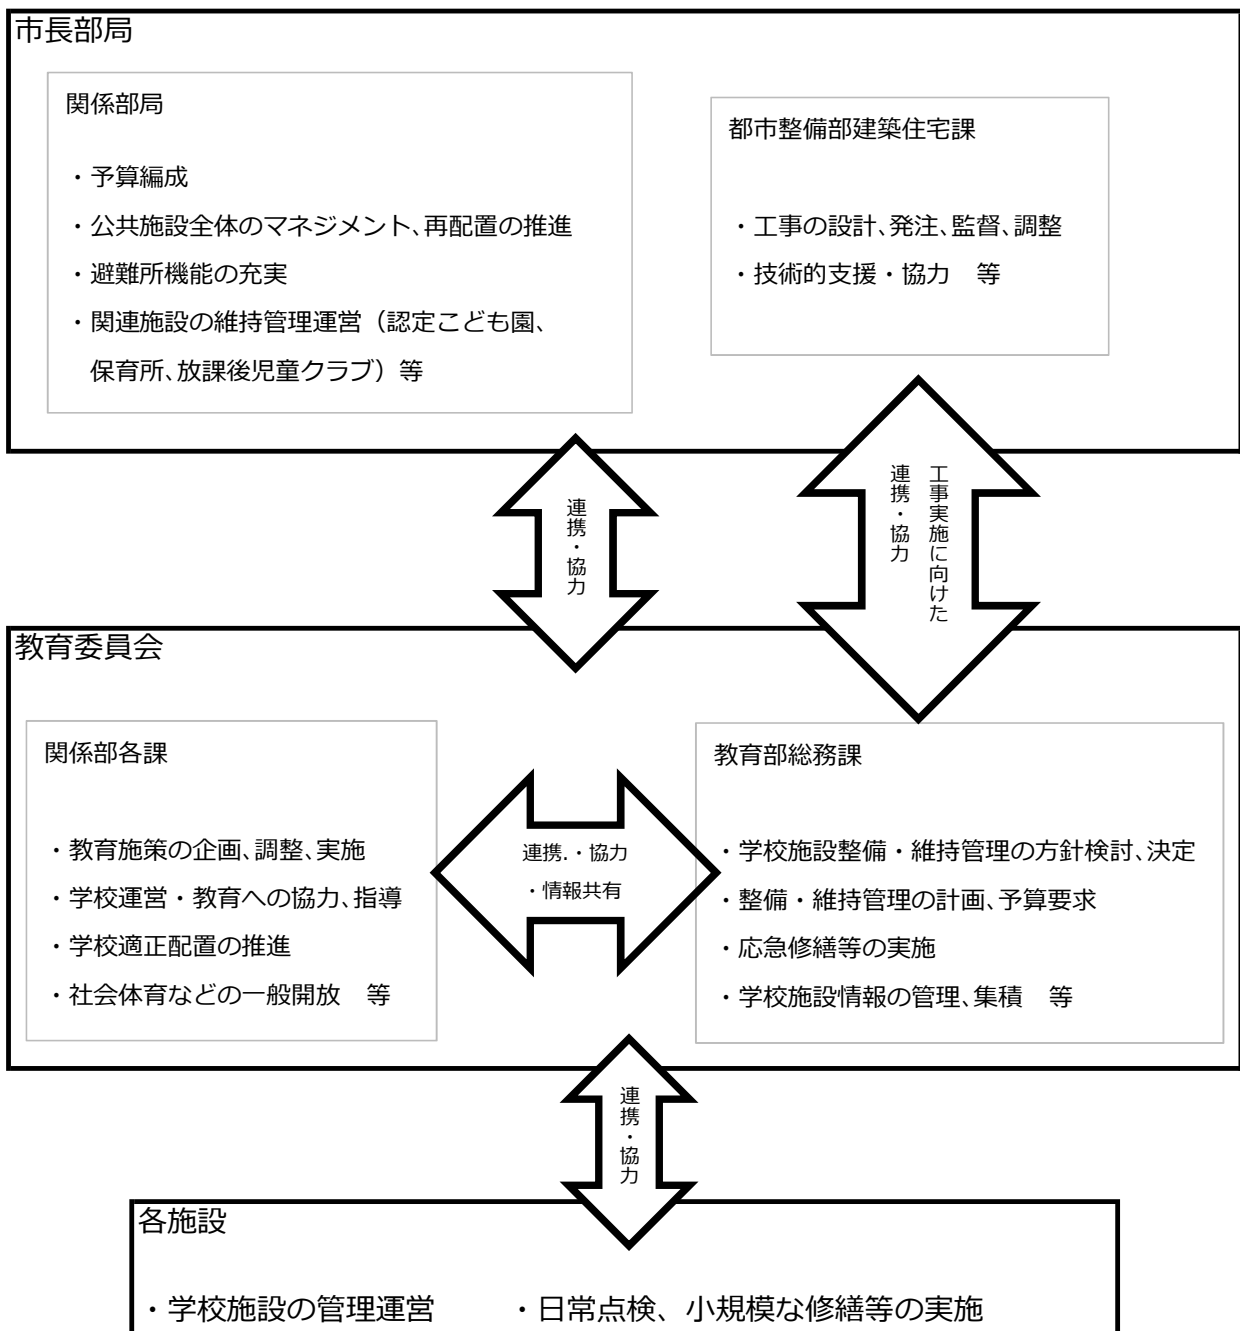 市長部局
関係部局
・予算編成
・公共施設全体のマネジメント、再配置の推進
・避難所機能の充実
・関連施設の維持管理運営（認定こども園、
保育所、放課後児童クラブ）等
都市整備部建築住宅課
・工事の設計、発注、監督、調整
・技術的支援・協力　等
連携・協力
工事実施に向けた
連携・協力
教育委員会
関係部各課
・教育施策の企画、調整、実施
・学校運営・教育への協力、指導
・学校適正配置の推進
・社会体育などの一般開放　等
連携.・協力
・情報共有
教育部総務課
・学校施設整備・維持管理の方針検討、決定
・整備・維持管理の計画、予算要求
・応急修繕等の実施
・学校施設情報の管理、集積　等
連携・協力
各施設
・学校施設の管理運営　　・日常点検、小規模な修繕等の実施